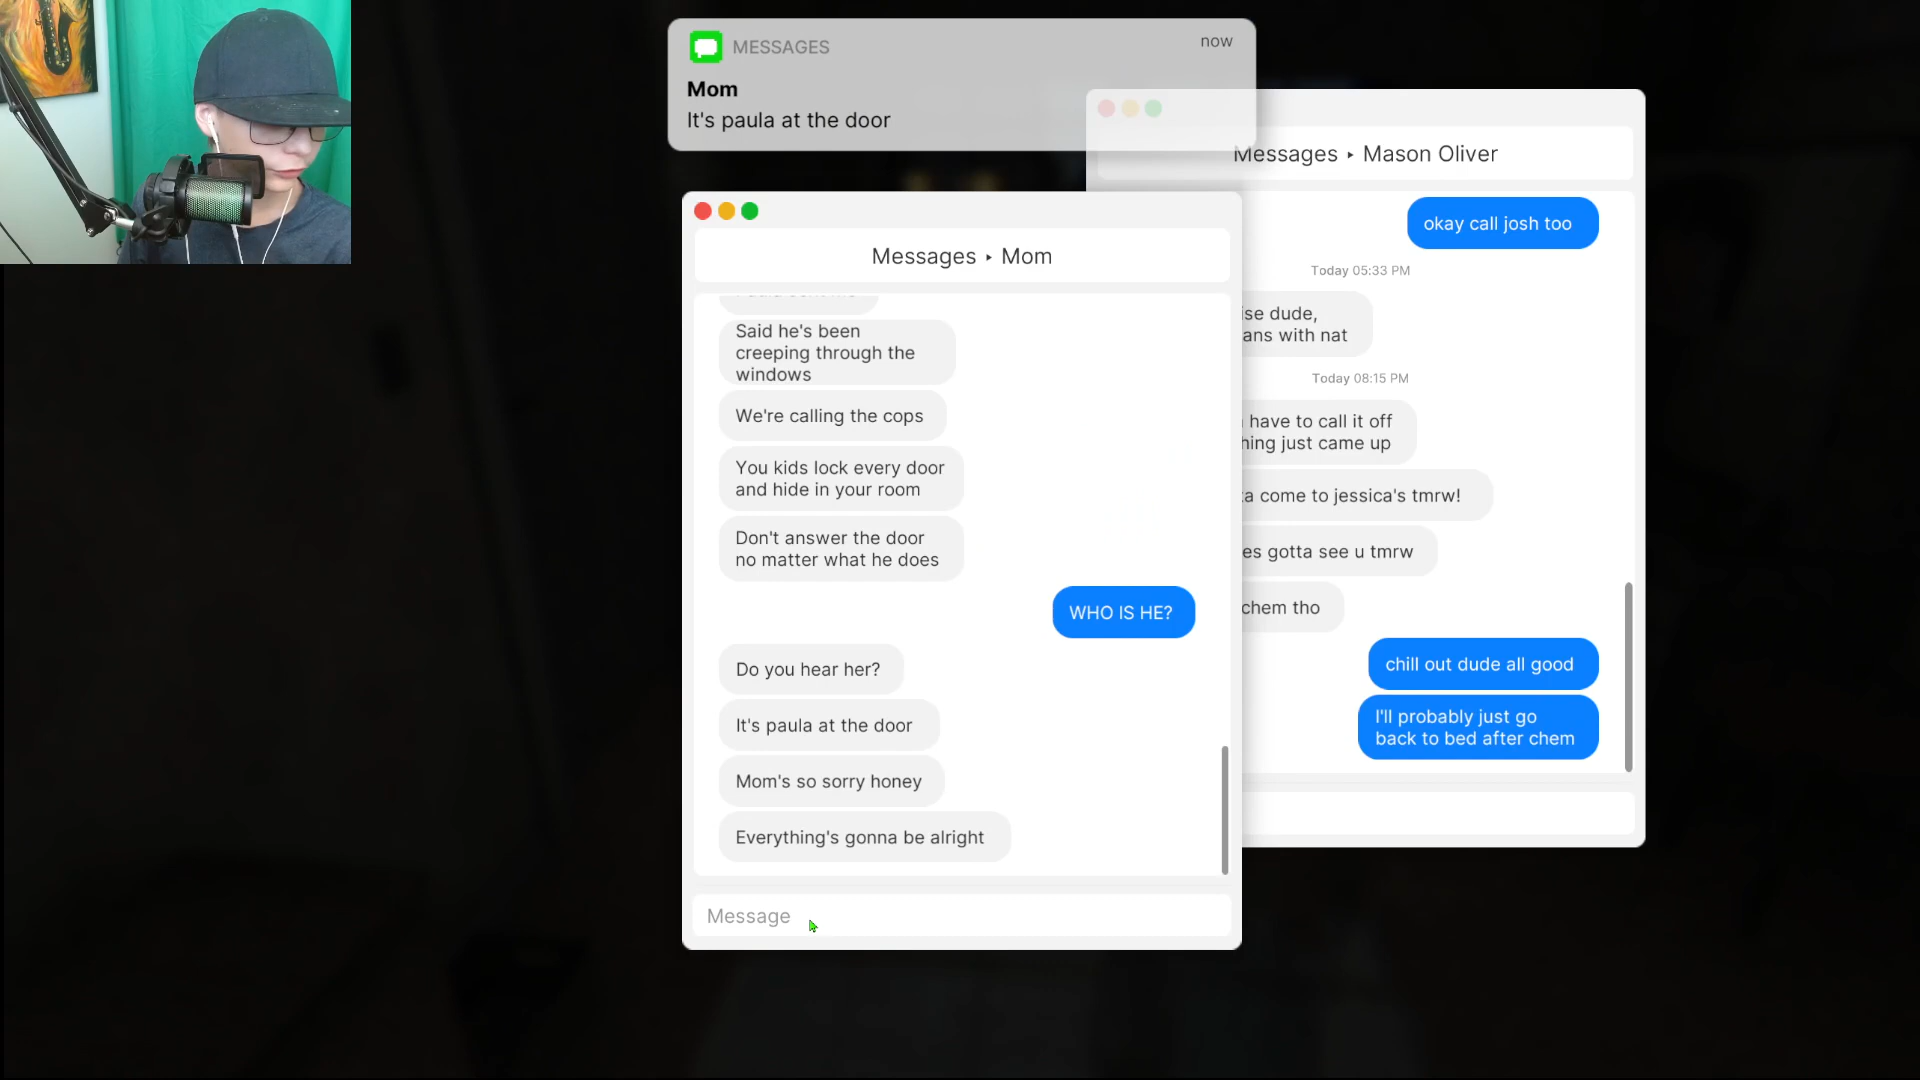 MESSAGES
now
Mom
It's paula at the door
Messages ‣ Mason Oliver
okay call josh too
Today 05:33 PM
ise dude,
ans with nat
Today 08:15 PM
have to call it off
hing just came up
a come to jessica's tmrw!
es gotta see u tmrw
chem tho
chill out dude all good
I'll probably just go
back to bed after chem
Messages ‣ Mom
Said he's been
creeping through the
windows
We're calling the cops
You kids lock every door
and hide in your room
Don't answer the door
no matter what he does
WHO IS HE?
Do you hear her?
It's paula at the door
Mom's so sorry honey
Everything's gonna be alright
Message